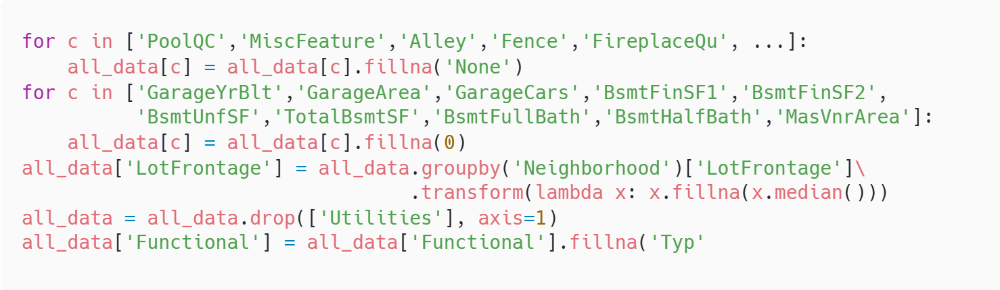 for c in ['PoolQC','MiscFeature','Alley','Fence','FireplaceQu', ...]:
    all_data[c] = all_data[c].fillna('None')
for c in ['GarageYrBlt','GarageArea','GarageCars','BsmtFinSF1','BsmtFinSF2',
          'BsmtUnfSF','TotalBsmtSF','BsmtFullBath','BsmtHalfBath','MasVnrArea']:
    all_data[c] = all_data[c].fillna(0)
all_data['LotFrontage'] = all_data.groupby('Neighborhood')['LotFrontage']\
                                  .transform(lambda x: x.fillna(x.median()))
all_data = all_data.drop(['Utilities'], axis=1)
all_data['Functional'] = all_data['Functional'].fillna('Typ'